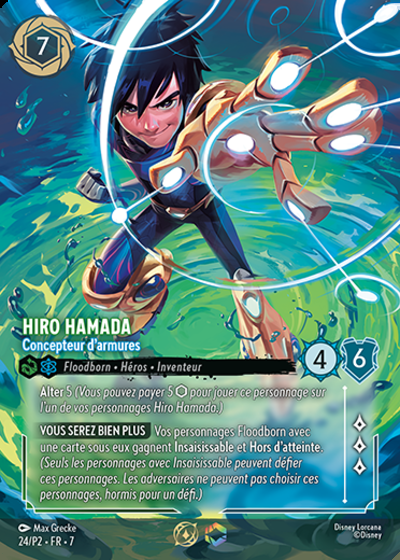 7
HIRO HAMADA
Concepteur d'armures
Floodborn • Héros • Inventeur
4
6
Alter 5 (Vous pouvez payer 5 ⬡ pour jouer ce personnage sur
l'un de vos personnages Hiro Hamada.)
VOUS SEREZ BIEN PLUS Vos personnages Floodborn avec
une carte sous eux gagnent Insaisissable et Hors d'atteinte.
(Seuls les personnages avec Insaisissable peuvent défier
ces personnages. Les adversaires ne peuvent pas choisir ces
personnages, hormis pour un défi.)
Max Grecke
24/P2 • FR • 7
Disney Lorcana
©Disney